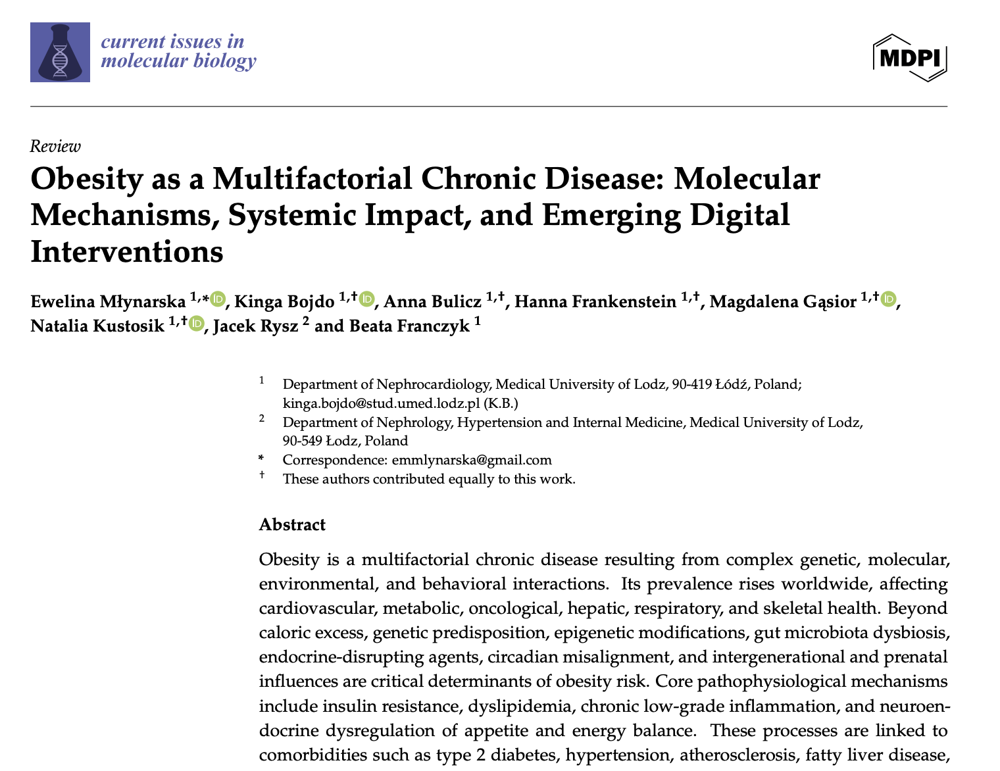 current issues in
molecular biology
MDPI
Review
Obesity as a Multifactorial Chronic Disease: Molecular
Mechanisms, Systemic Impact, and Emerging Digital
Interventions
Ewelina Młynarska 1,* iD, Kinga Bojdo 1,† iD, Anna Bulicz 1,†, Hanna Frankenstein 1,†, Magdalena Gąsior 1,† iD,
Natalia Kustosik 1,† iD, Jacek Rysz 2 and Beata Franczyk 1
1 Department of Nephrocardiology, Medical University of Lodz, 90-419 Łódź, Poland;
kinga.bojdo@stud.umed.lodz.pl (K.B.)
2 Department of Nephrology, Hypertension and Internal Medicine, Medical University of Lodz,
90-549 Łodz, Poland
* Correspondence: emmlynarska@gmail.com
† These authors contributed equally to this work.
Abstract
Obesity is a multifactorial chronic disease resulting from complex genetic, molecular,
environmental, and behavioral interactions. Its prevalence rises worldwide, affecting
cardiovascular, metabolic, oncological, hepatic, respiratory, and skeletal health. Beyond
caloric excess, genetic predisposition, epigenetic modifications, gut microbiota dysbiosis,
endocrine-disrupting agents, circadian misalignment, and intergenerational and prenatal
influences are critical determinants of obesity risk. Core pathophysiological mechanisms
include insulin resistance, dyslipidemia, chronic low-grade inflammation, and neuroen-
docrine dysregulation of appetite and energy balance. These processes are linked to
comorbidities such as type 2 diabetes, hypertension, atherosclerosis, fatty liver disease,